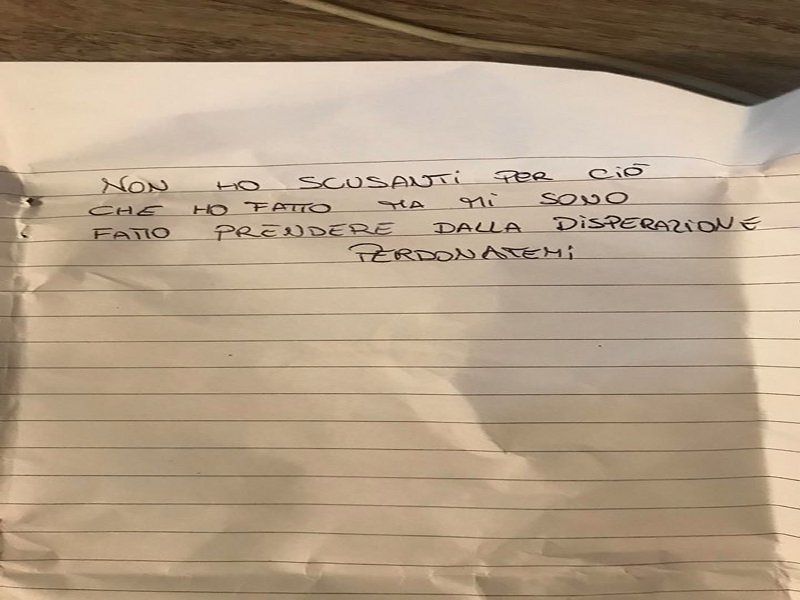 NON HO SCUSANTi PER CiÒ
CHE HO FATTO MA Mi SONO
FATTO PRENDERE DALLA DiSPERAZIONE
PERDONATEMi